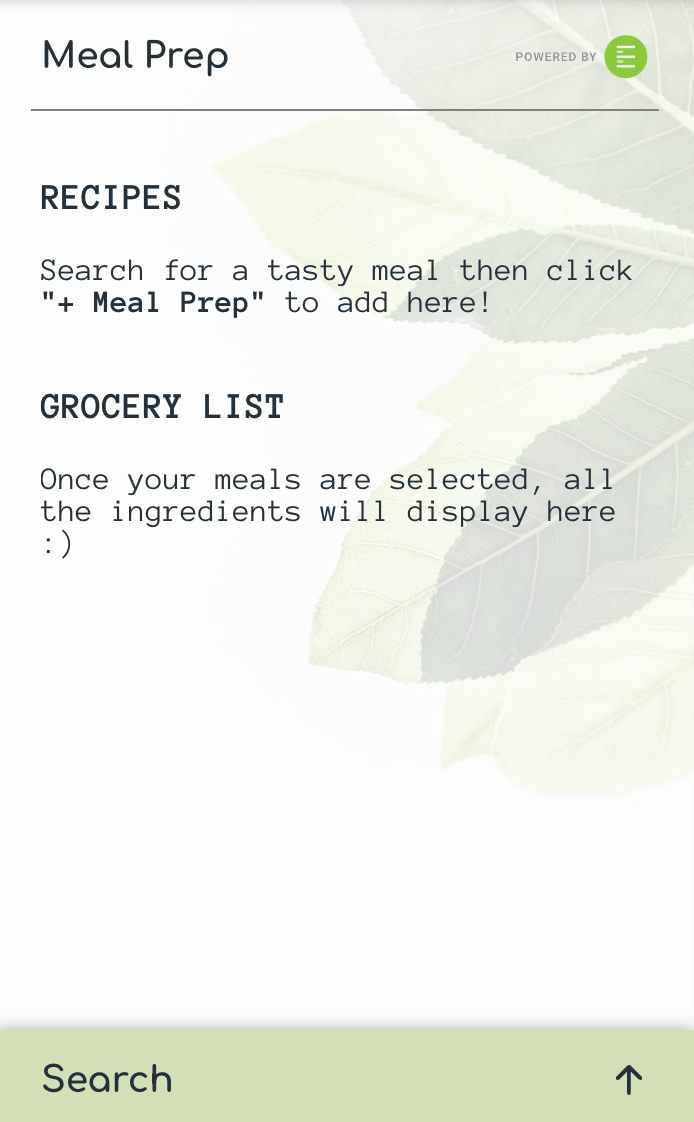 Meal Prep
POWERED BY
RECIPES
Search for a tasty meal then click
"+ Meal Prep" to add here!
GROCERY LIST
Once your meals are selected, all
the ingredients will display here
:)
Search